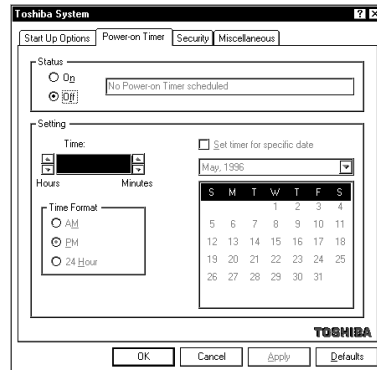 Toshiba System
Start Up Options Power-on Timer Security Miscellaneous
Status
On
No Power-on Timer scheduled
Off
Setting
Time:
Set timer for specific date
May, 1996
Hours Minutes
S M T W T F S
1 2 3 4
5 6 7 8 9 10 11
12 13 14 15 16 17 18
19 20 21 22 23 24 25
26 27 28 29 30 31
Time Format
AM
PM
24 Hour
TOSHIBA
OK Cancel Apply Defaults